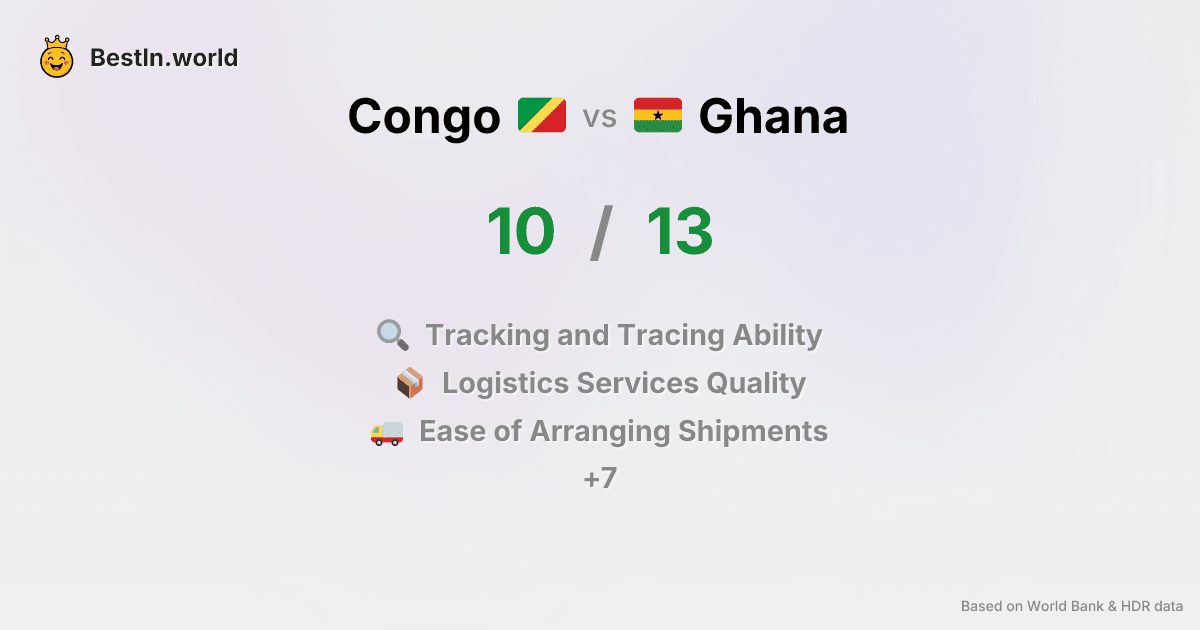 BestIn.world
Congo vs Ghana
10 / 13
Tracking and Tracing Ability
Logistics Services Quality
Ease of Arranging Shipments
+7
Based on World Bank & HDR data